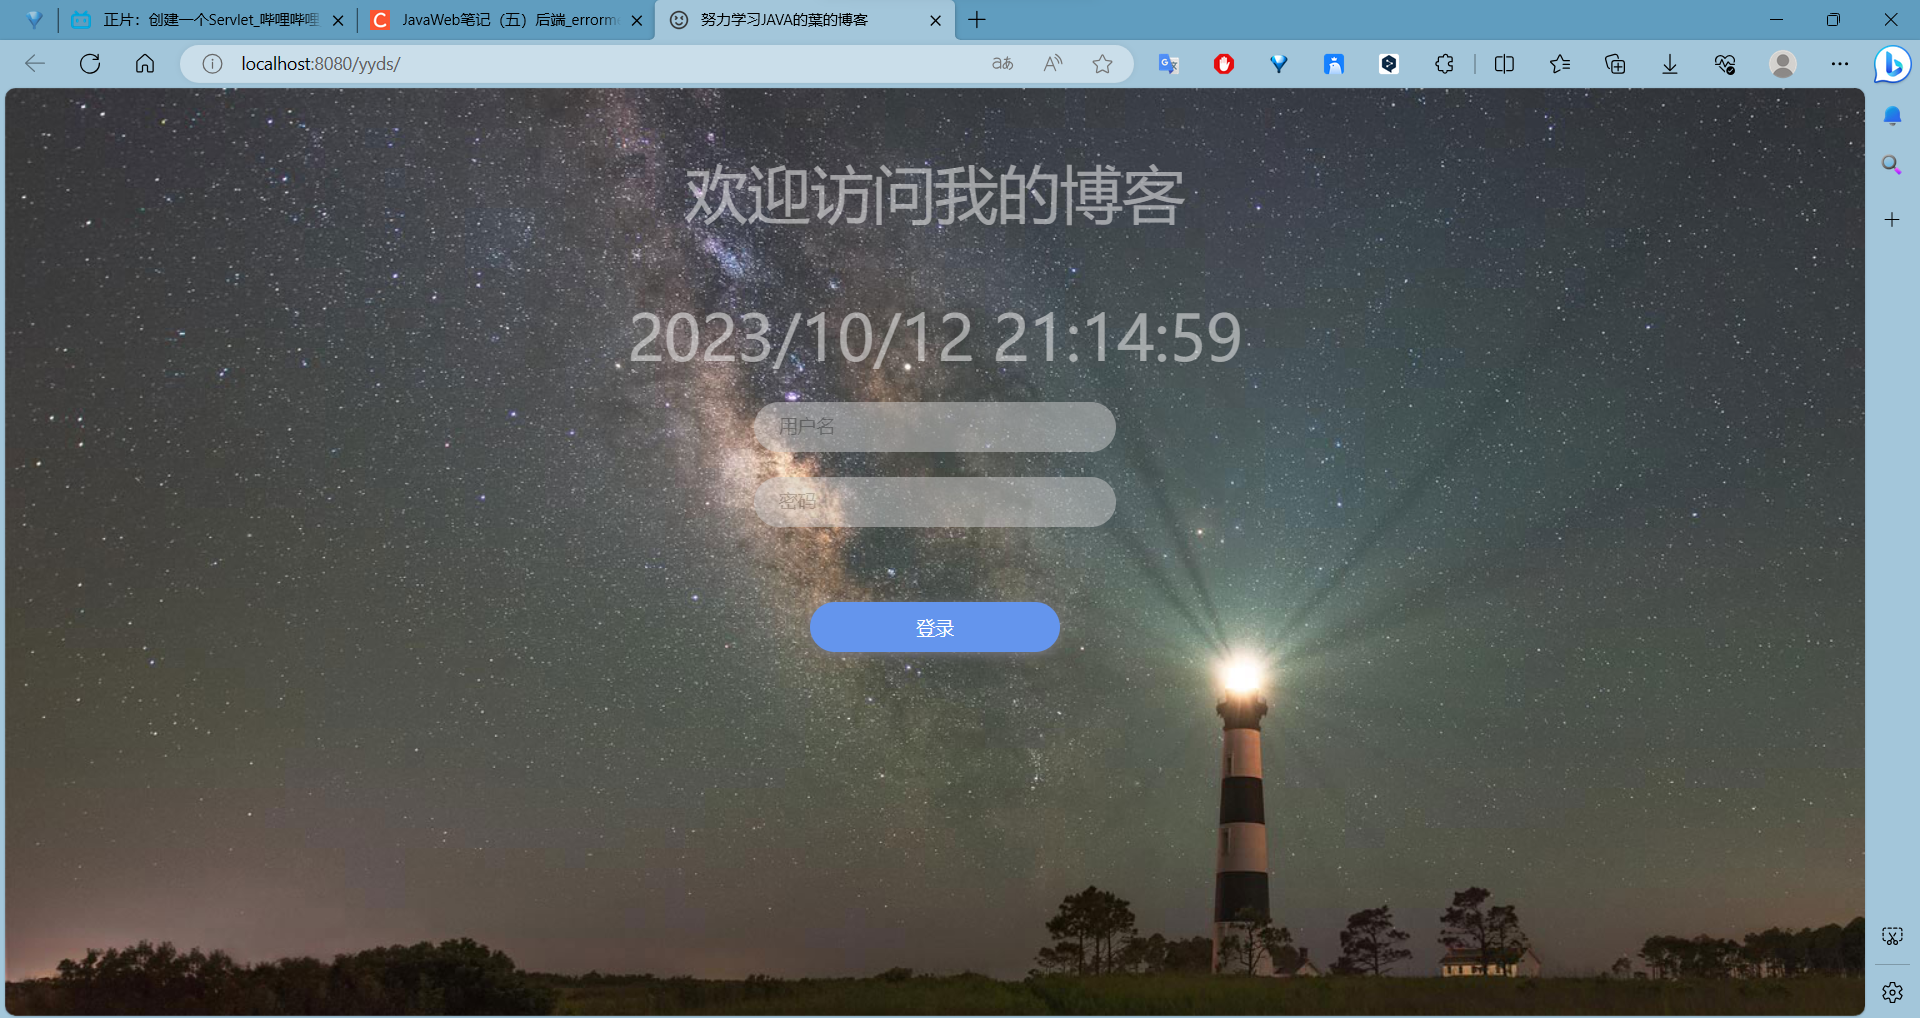 正片：创建一个Servlet_哔哩哔哩
JavaWeb笔记（五）后端_errorm
努力学习JAVA的葉的博客
localhost:8080/yyds/
欢迎访问我的博客
2023/10/12 21:14:59
用户名
密码
登录